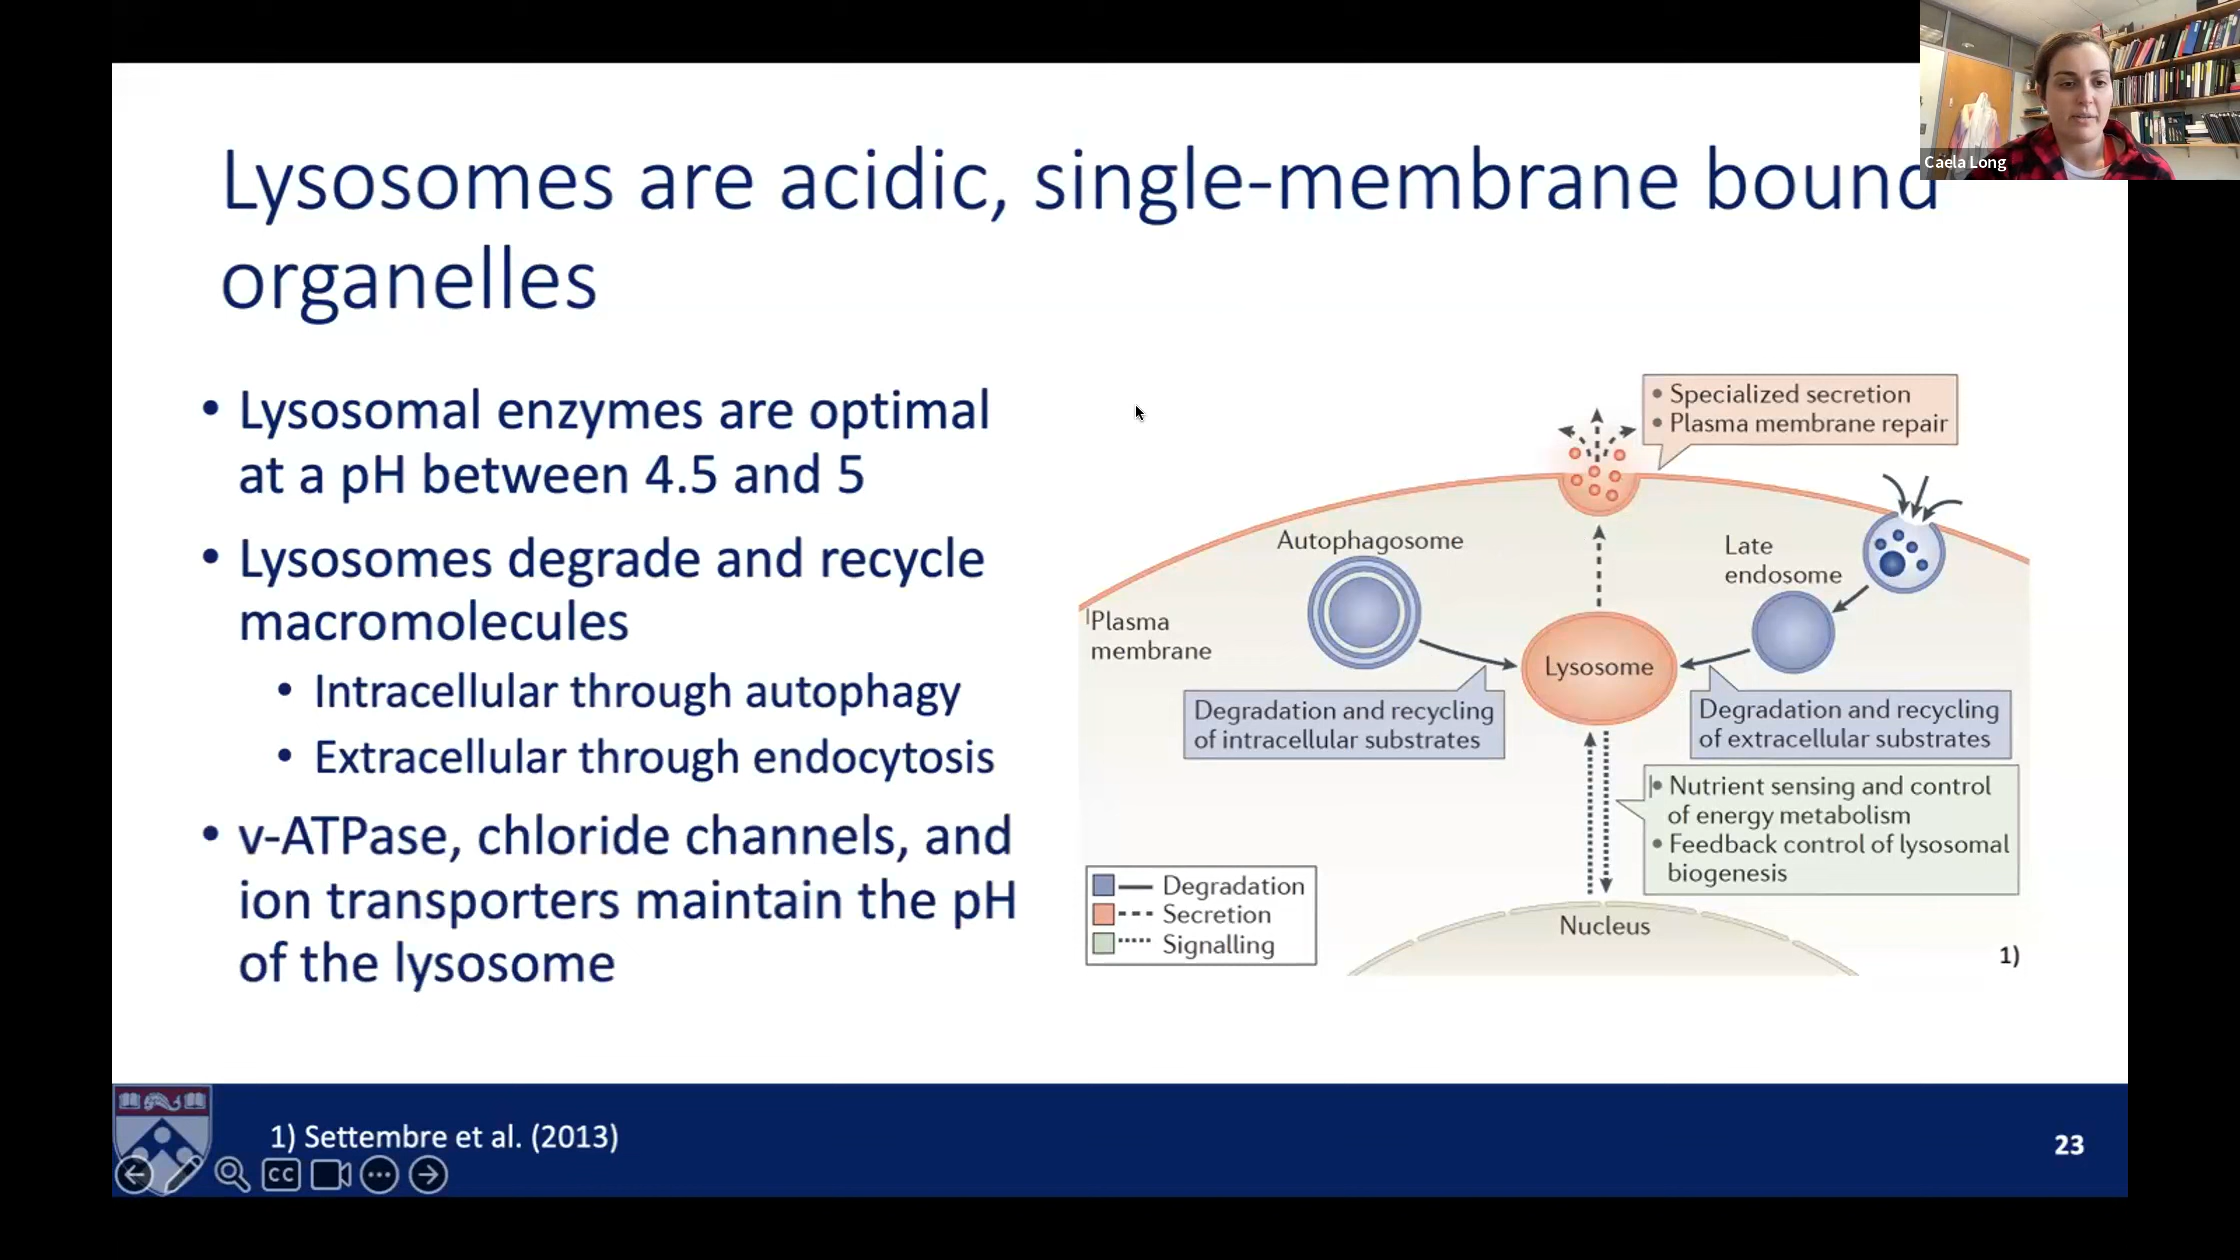 Caela Long
Lysosomes are acidic, single-membrane bound
organelles
• Lysosomal enzymes are optimal
at a pH between 4.5 and 5
• Lysosomes degrade and recycle
macromolecules
• Intracellular through autophagy
• Extracellular through endocytosis
• v-ATPase, chloride channels, and
ion transporters maintain the pH
of the lysosome
• Specialized secretion
• Plasma membrane repair
Autophagosome
Late
endosome
Plasma
membrane
Lysosome
Degradation and recycling
of intracellular substrates
Degradation and recycling
of extracellular substrates
• Nutrient sensing and control
of energy metabolism
• Feedback control of lysosomal
biogenesis
Degradation
Secretion
Signalling
Nucleus
1)
1) Settembre et al. (2013)
23
CC